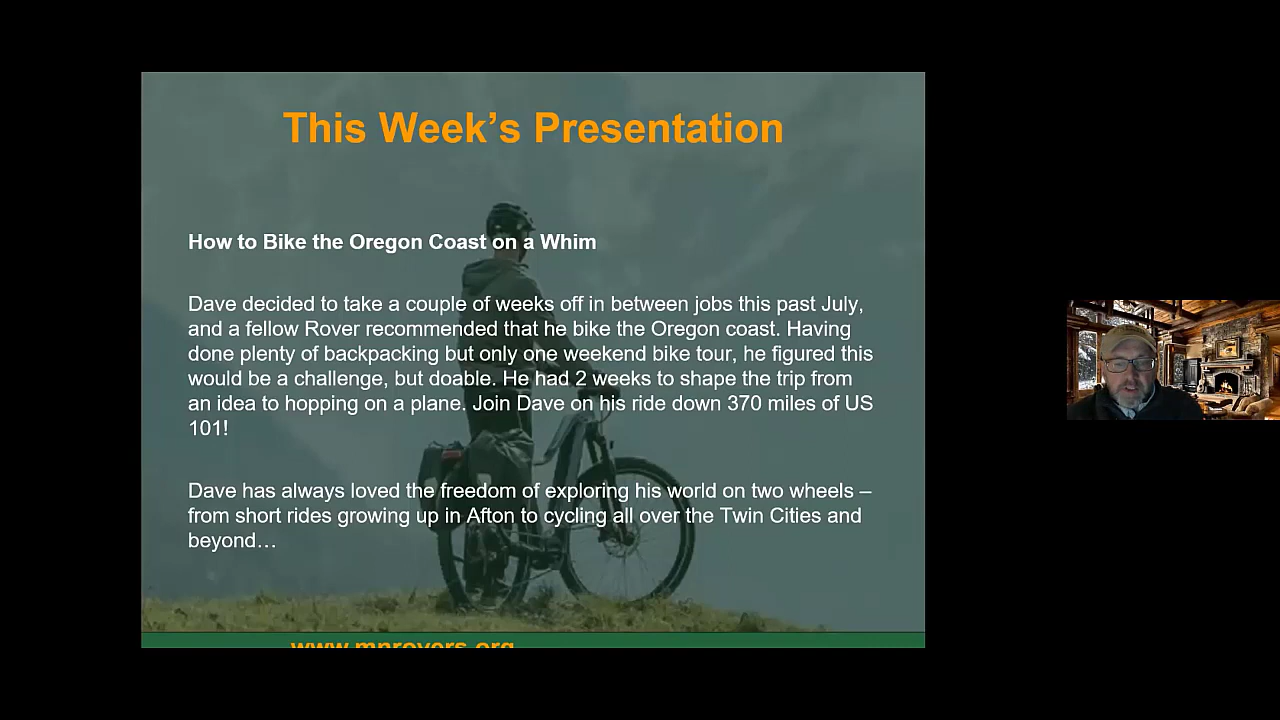 This Week’s Presentation
How to Bike the Oregon Coast on a Whim
Dave decided to take a couple of weeks off in between jobs this past July,
and a fellow Rover recommended that he bike the Oregon coast. Having
done plenty of backpacking but only one weekend bike tour, he figured this
would be a challenge, but doable. He had 2 weeks to shape the trip from
an idea to hopping on a plane. Join Dave on his ride down 370 miles of US
101!
Dave has always loved the freedom of exploring his world on two wheels –
from short rides growing up in Afton to cycling all over the Twin Cities and
beyond…
www.mnrovers.org